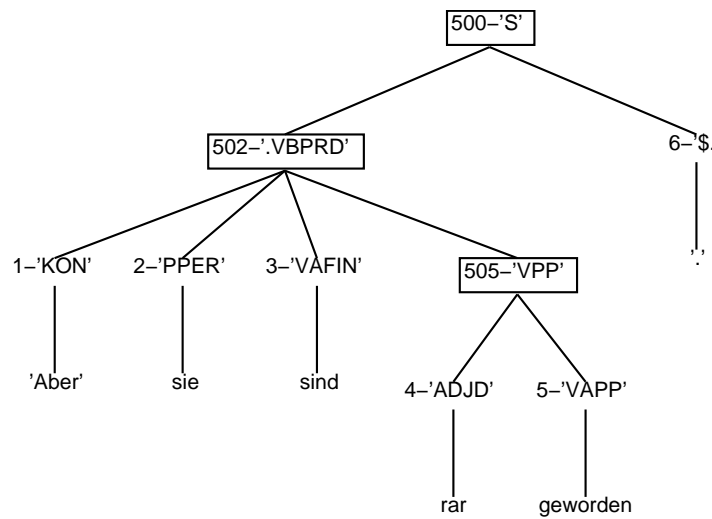 500–'S'
502–'.VBPRD' 6–'$.
1–'KON' 2–'PPER' 3–'VAFIN' 505–'VPP' '.'
'Aber' sie sind 4–'ADJD' 5–'VAPP'
rar geworden